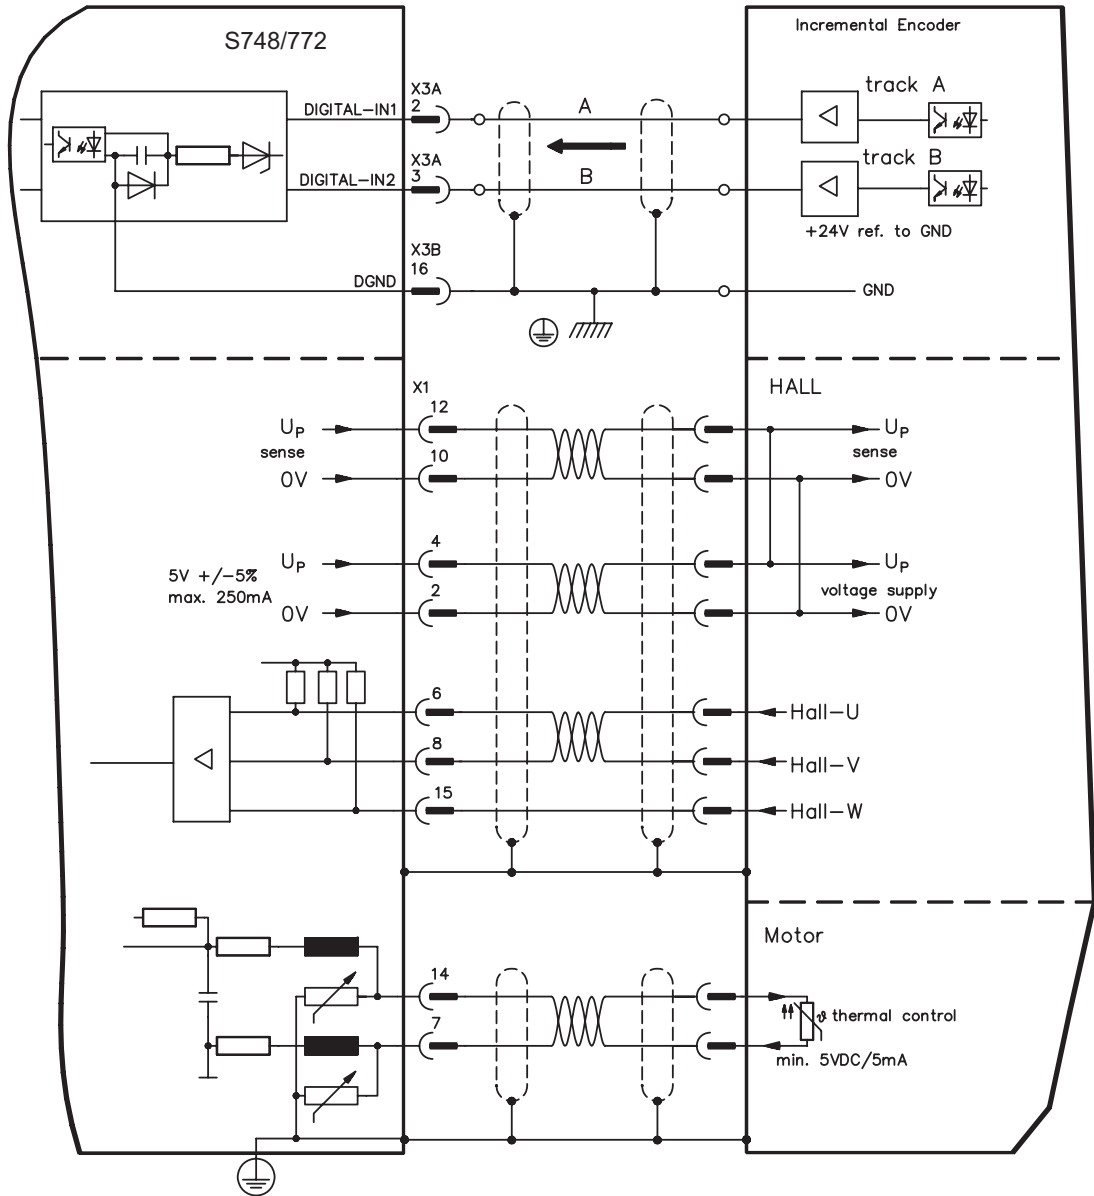 S748/772
Incremental Encoder
X3A
2
DIGITAL-IN1
A
track A
X3A
3
DIGITAL-IN2
B
track B
+24V ref. to GND
X3B
16
DGND
GND
X1
HALL
12
UP
sense
UP
sense
10
0V
0V
4
UP
UP
5V +/-5%
max. 250mA
voltage supply
2
0V
0V
6
Hall-U
8
Hall-V
15
Hall-W
Motor
14
7
ϑ thermal control
min. 5VDC/5mA